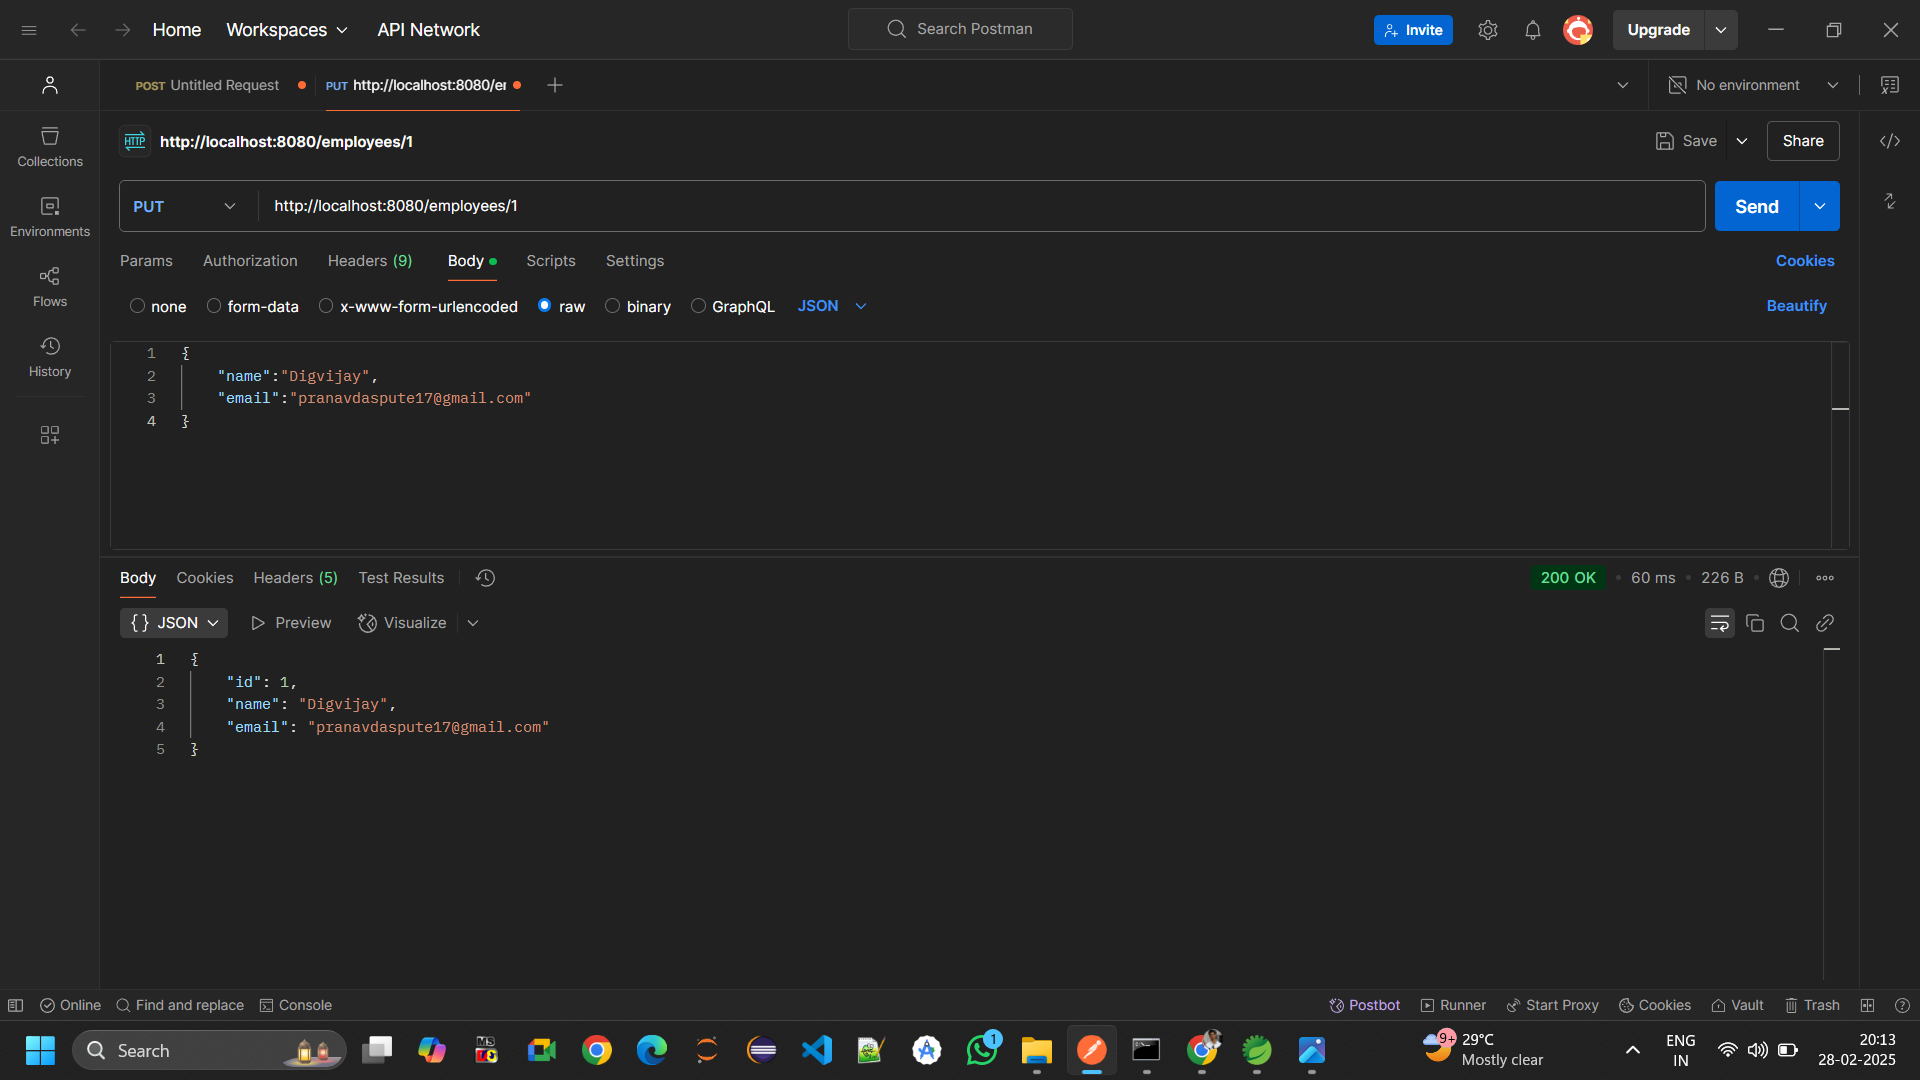 Home Workspaces API Network Search Postman Invite Upgrade
POST Untitled Request PUT http://localhost:8080/er No environment
HTTP http://localhost:8080/employees/1 Save Share
Collections
PUT http://localhost:8080/employees/1 Send
Environments
Params Authorization Headers (9) Body Scripts Settings Cookies
Flows
none form-data x-www-form-urlencoded raw binary GraphQL JSON Beautify
History
1 {
2 "name":"Digvijay",
3 "email":"pranavdaspute17@gmail.com"
4 }
Body Cookies Headers (5) Test Results 200 OK 60 ms 226 B
{ } JSON Preview Visualize
1 {
2 "id": 1,
3 "name": "Digvijay",
4 "email": "pranavdaspute17@gmail.com"
5 }
Online Find and replace Console Postbot Runner Start Proxy Cookies Vault Trash
Search 1 9+ 29°C Mostly clear ENG IN 20:13 28-02-2025